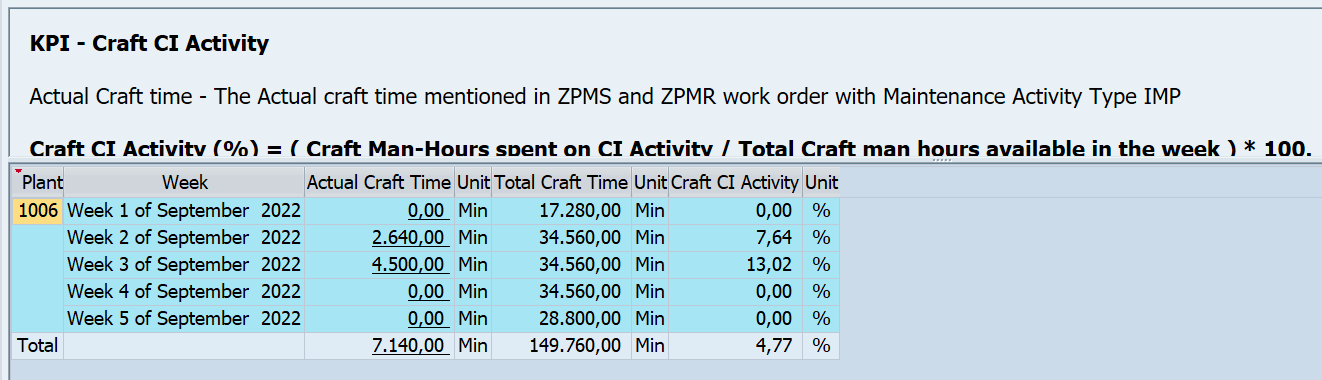 KPI - Craft CI Activity
Actual Craft time - The Actual craft time mentioned in ZPMS and ZPMR work order with Maintenance Activity Type IMP
Craft CI Activity (%) = ( Craft Man-Hours spent on CI Activity / Total Craft man hours available in the week ) * 100.
Plant Week Actual Craft Time Unit Total Craft Time Unit Craft CI Activity Unit
1006 Week 1 of September 2022 0,00 Min 17.280,00 Min 0,00 %
Week 2 of September 2022 2.640,00 Min 34.560,00 Min 7,64 %
Week 3 of September 2022 4.500,00 Min 34.560,00 Min 13,02 %
Week 4 of September 2022 0,00 Min 34.560,00 Min 0,00 %
Week 5 of September 2022 0,00 Min 28.800,00 Min 0,00 %
Total 7.140,00 Min 149.760,00 Min 4,77 %